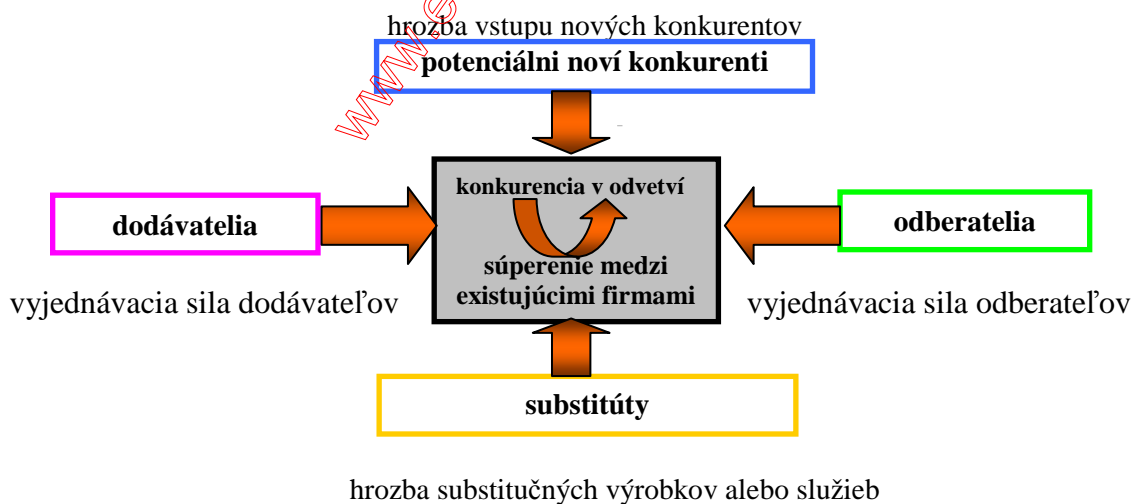 hrozba vstupu nových konkurentov
potenciálni noví konkurenti
www.e
konkurencia v odvetví
dodávatelia
odberatelia
súperenie medzi
existujúcimi firmami
vyjednávacia sila dodávateľov
vyjednávacia sila odberateľov
substitúty
hrozba substitučných výrobkov alebo služieb